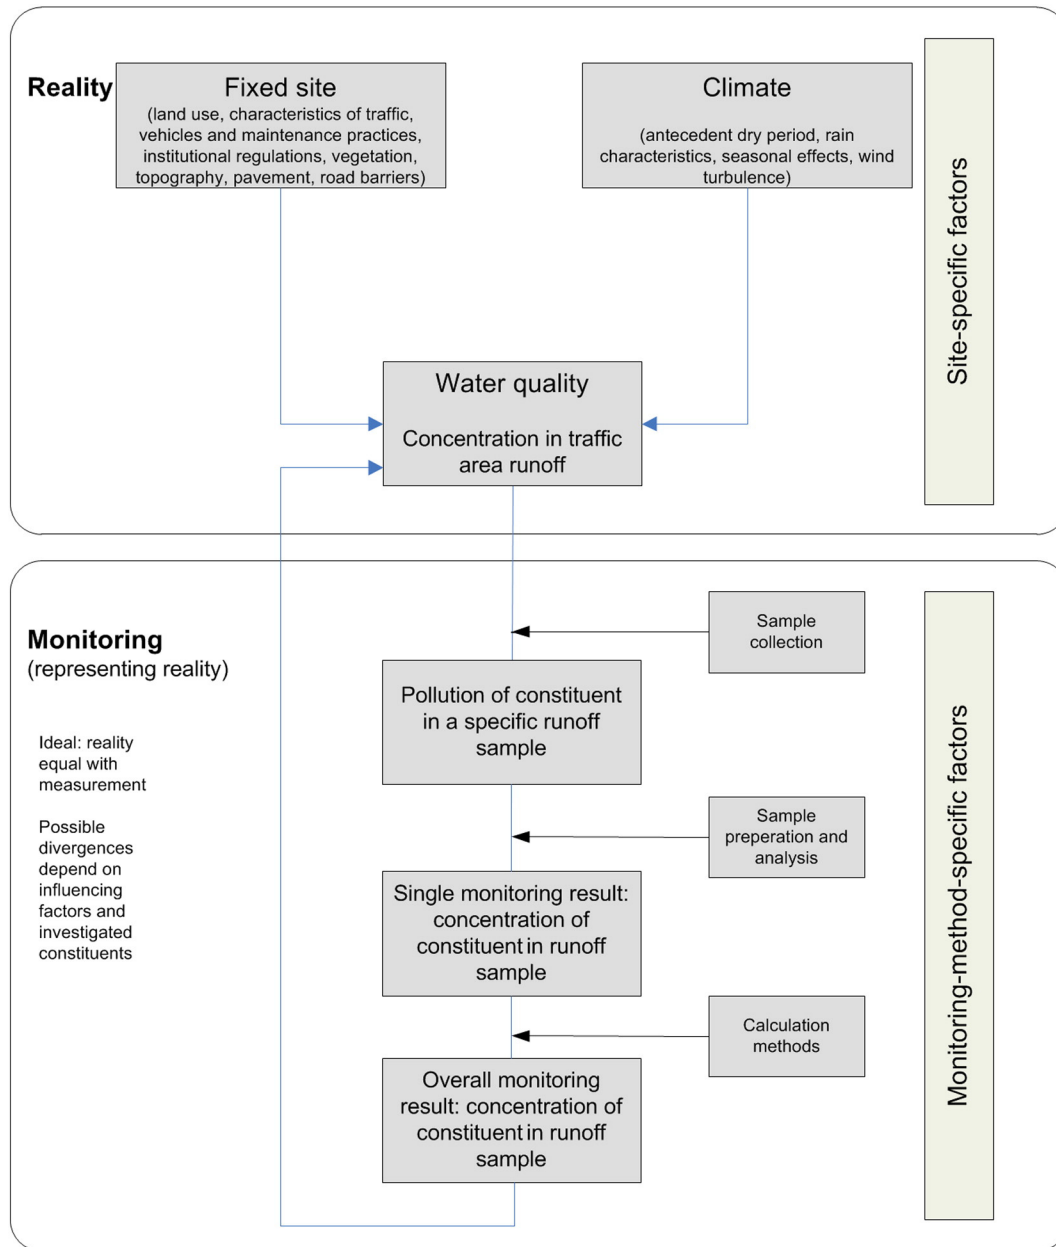 Reality
Fixed site
(land use, characteristics of traffic,
vehicles and maintenance practices,
institutional regulations, vegetation,
topography, pavement, road barriers)
Climate
(antecedent dry period, rain
characteristics, seasonal effects, wind
turbulence)
Site-specific factors
Water quality
Concentration in traffic
area runoff
Monitoring
(representing reality)
Ideal: reality
equal with
measurement
Possible
divergences
depend on
influencing
factors and
investigated
constituents
Sample
collection
Pollution of constituent
in a specific runoff
sample
Sample
preperation and
analysis
Single monitoring result:
concentration of
constituent in runoff
sample
Calculation
methods
Overall monitoring
result: concentration of
constituent in runoff
sample
Monitoring-method-specific factors